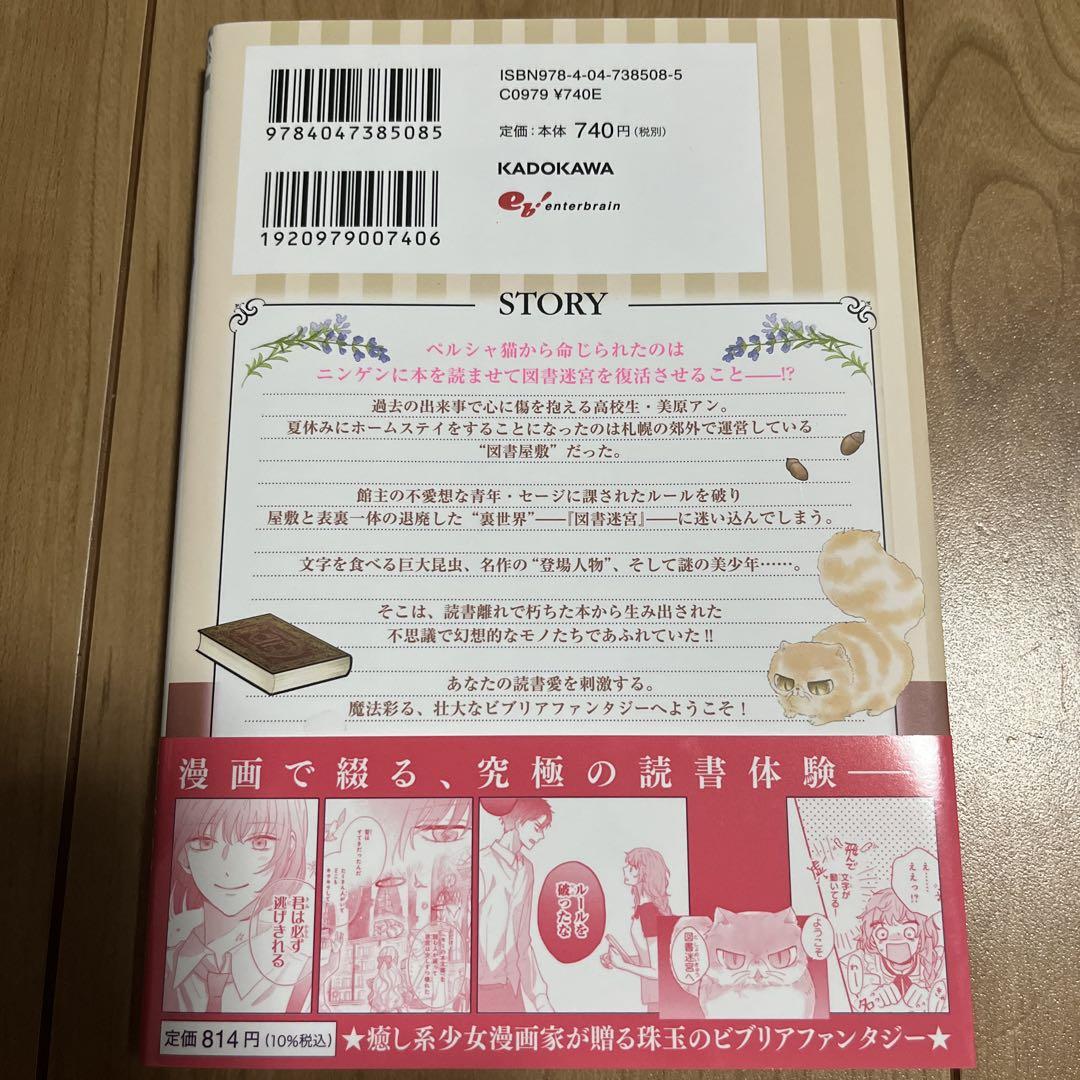 ISBN978-4-04-738508-5
C0979 ¥740E
9784047385085
定価：本体 740円（税別）
KADOKAWA
eb! enterbrain
1920979007406
STORY
ペルシャ猫から命じられたのは
ニンゲンに本を読ませて図書迷宮を復活させること――!?
過去の出来事で心に傷を抱える高校生・美原アン。
夏休みにホームステイをすることになったのは札幌の郊外で運営している
“図書屋敷”だった。
館主の不愛想な青年・セージに課されたルールを破り
屋敷と表裏一体の退廃した“裏世界”――『図書迷宮』――に迷い込んでしまう。
文字を食べる巨大昆虫、名作の“登場人物”、そして謎の美少年……。
そこは、読書離れで朽ちた本から生み出された
不思議で幻想的なモノたちであふれていた!!
あなたの読書愛を刺激する。
魔法彩る、壮大なビブリアファンタジーへようこそ！
漫画で綴る、究極の読書体験――
君は必ず
逃げきれる
ルールを
破ったな
ようこそ
図書迷宮へ
え……
ええっ!?
飛んで
文字が
動いてる―
定価 814円（10%税込）
★癒し系少女漫画家が贈る珠玉のビブリアファンタジー★